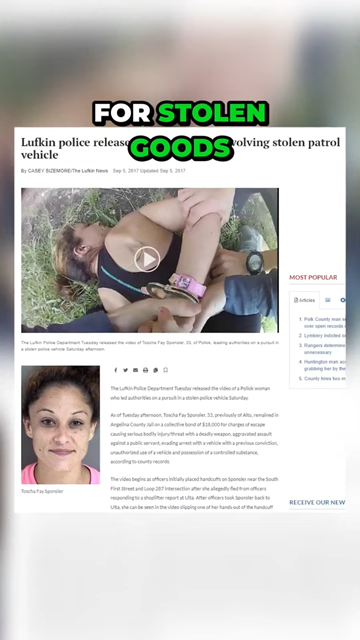 FOR STOLEN
GOODS
Lufkin police release volving stolen patrol
vehicle
By CASEY SIZEMORE/The Lufkin News Sep 5, 2017 Updated Sep 5, 2017
The Lufkin Police Department Tuesday released the video of Toscha Fay Sponsler, 33, of Pollok, leading authorities on a pursuit in
a stolen police vehicle Saturday afternoon.
MOST POPULAR
Articles
1. Polk County man
over open records
2. Lymbery indicted
3. Rangers determine
unnecessary
4. Huntington man
grabbing her by the
5. County hires two
The Lufkin Police Department Tuesday released the video of a Pollok woman
who led authorities on a pursuit in a stolen police vehicle Saturday.
As of Tuesday afternoon, Toscha Fay Sponsler, 33, previously of Alto, remained in
Angelina County Jail on a collective bond of $18,000 for charges of escape
causing serious bodily injury/threat with a deadly weapon, aggravated assault
against a public servant, evading arrest with a previous conviction,
unauthorized use of a vehicle and possession of a controlled substance,
according to county records.
Toscha Fay Sponsler
The video begins as officers initially placed handcuffs on Sponsler near the South
First Street and Loop 287 intersection after she allegedly fled from officers
responding to a shoplifter report at Ulta. After officers took Sponsler back to
Ulta, she can be seen in the video slipping one of her hands out of the handcuff
RECEIVE OUR NEW